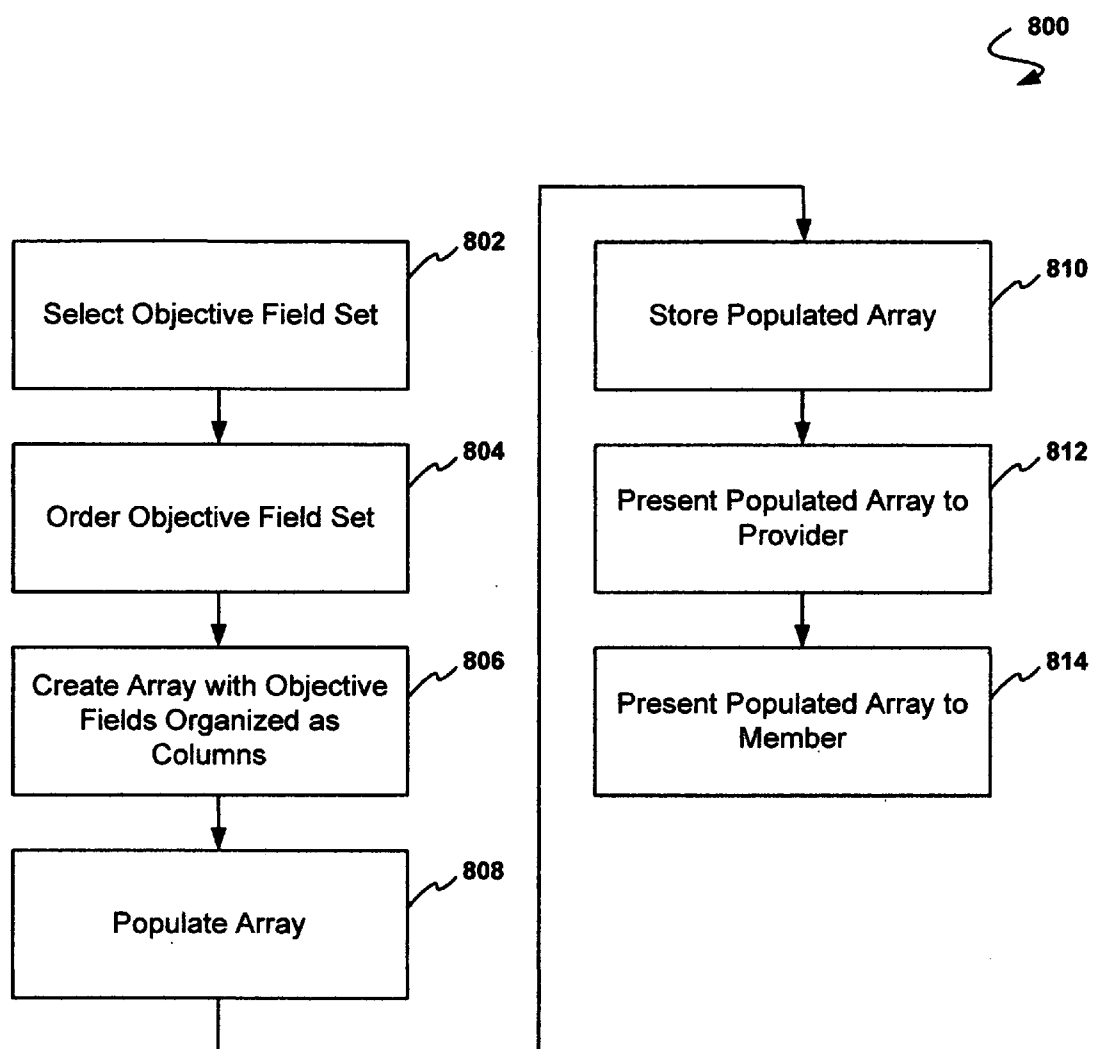 800
802
Select Objective Field Set
804
Order Objective Field Set
806
Create Array with Objective
Fields Organized as
Columns
808
Populate Array
810
Store Populated Array
812
Present Populated Array to
Provider
814
Present Populated Array to
Member